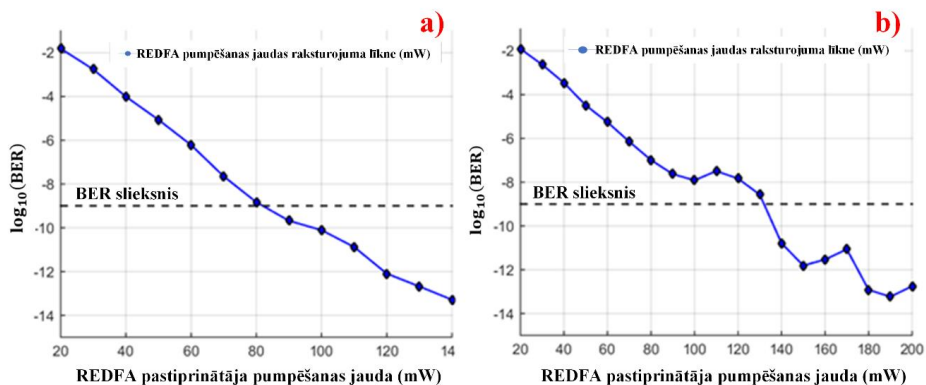 a)
REDFA pumpēšanas jaudas raksturojuma līkne (mW)
-2
-4
-6
-8
-10
-12
-14
log10(BER)
BER slieksnis
20 40 60 80 100 120 14
REDFA pastiprinātāja pumpēšanas jauda (mW)
b)
REDFA pumpēšanas jaudas raksturojuma līkne (mW)
-2
-4
-6
-8
-10
-12
-14
log10(BER)
BER slieksnis
20 40 60 80 100 120 140 160 180 200
REDFA pastiprinātāja pumpēšanas jauda (mW)